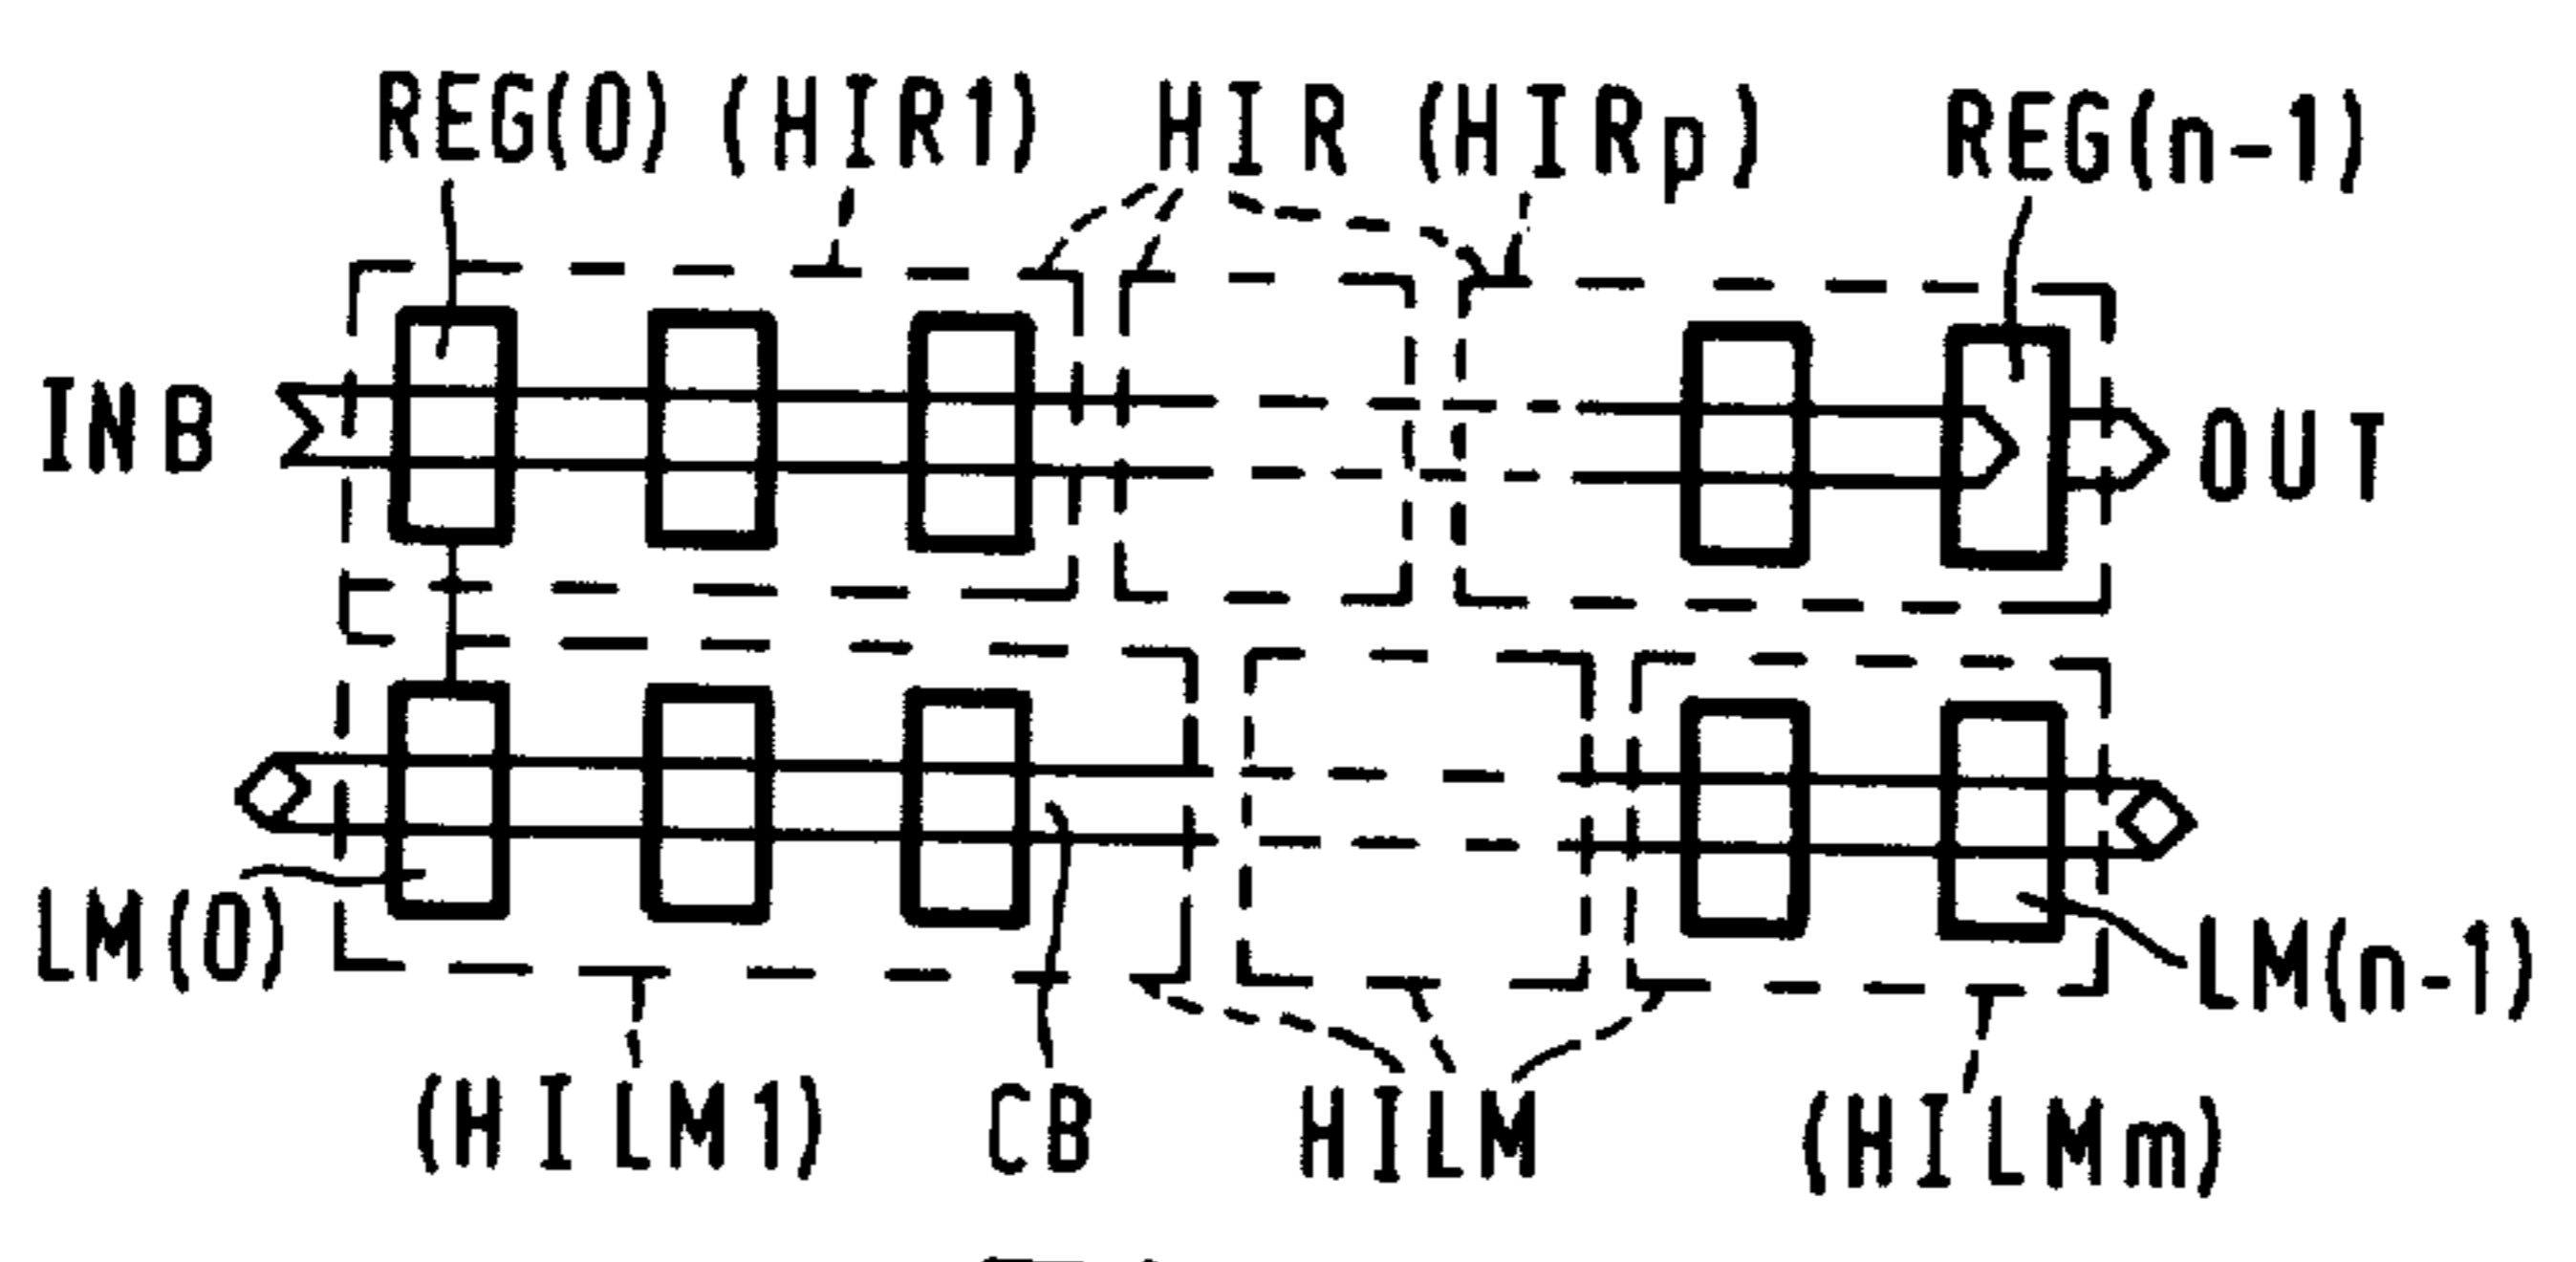 REG(0) (HIR1) HIR (HIRp) REG(n-1)
INB OUT
LM(0) LM(n-1)
(HILM1) CB HILM (HILMm)